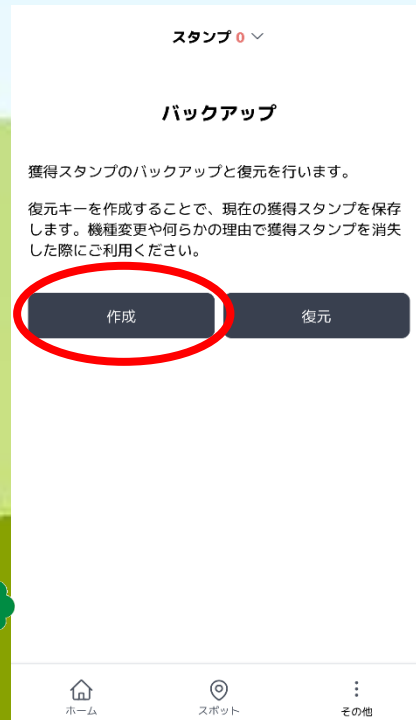 スタンプ 0
バックアップ
獲得スタンプのバックアップと復元を行います。
復元キーを作成することで、現在の獲得スタンプを保存
します。機種変更や何らかの理由で獲得スタンプを消失
した際にご利用ください。
作成 復元
ホーム スポット その他